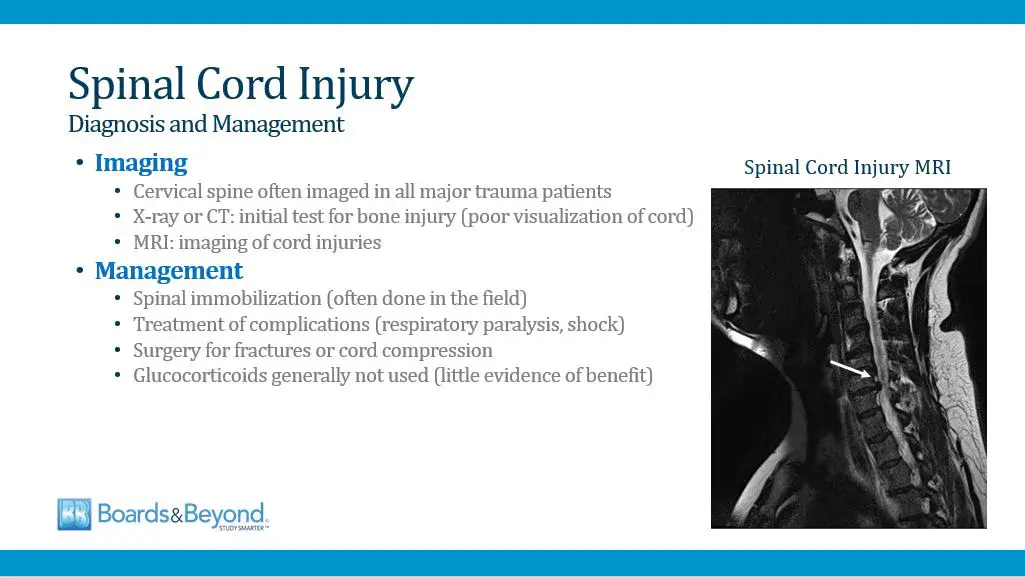 Spinal Cord Injury
Diagnosis and Management
• Imaging
• Cervical spine often imaged in all major trauma patients
• X-ray or CT: initial test for bone injury (poor visualization of cord)
• MRI: imaging of cord injuries
• Management
• Spinal immobilization (often done in the field)
• Treatment of complications (respiratory paralysis, shock)
• Surgery for fractures or cord compression
• Glucocorticoids generally not used (little evidence of benefit)
Spinal Cord Injury MRI
BB Boards&Beyond®
STUDY SMARTER™